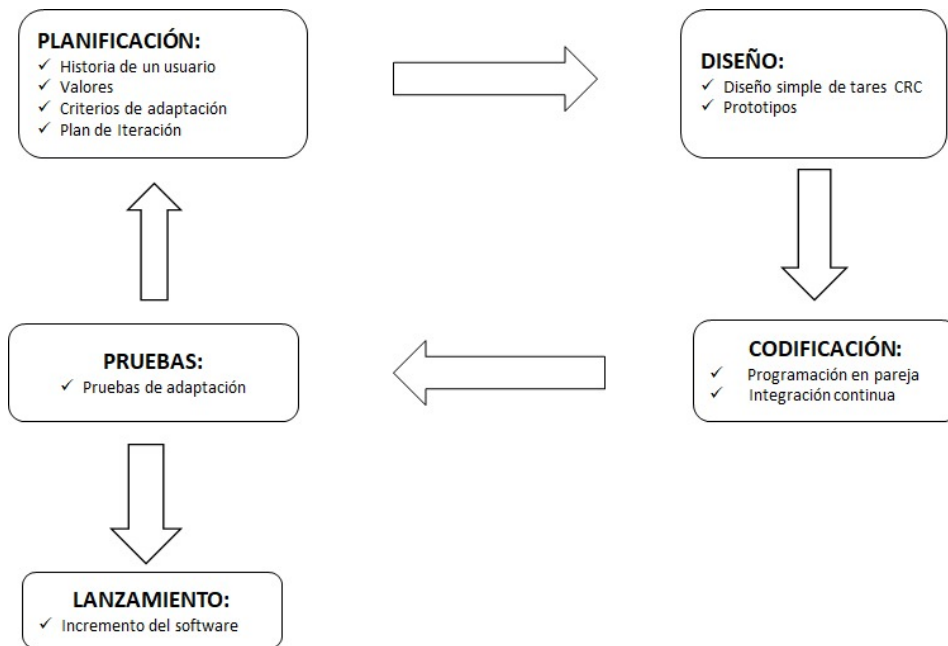 PLANIFICACIÓN:
✓ Historia de un usuario
✓ Valores
✓ Criterios de adaptación
✓ Plan de Iteración
DISEÑO:
✓ Diseño simple de tares CRC
✓ Prototipos
CODIFICACIÓN:
✓ Programación en pareja
✓ Integración continua
PRUEBAS:
✓ Pruebas de adaptación
LANZAMIENTO:
✓ Incremento del software